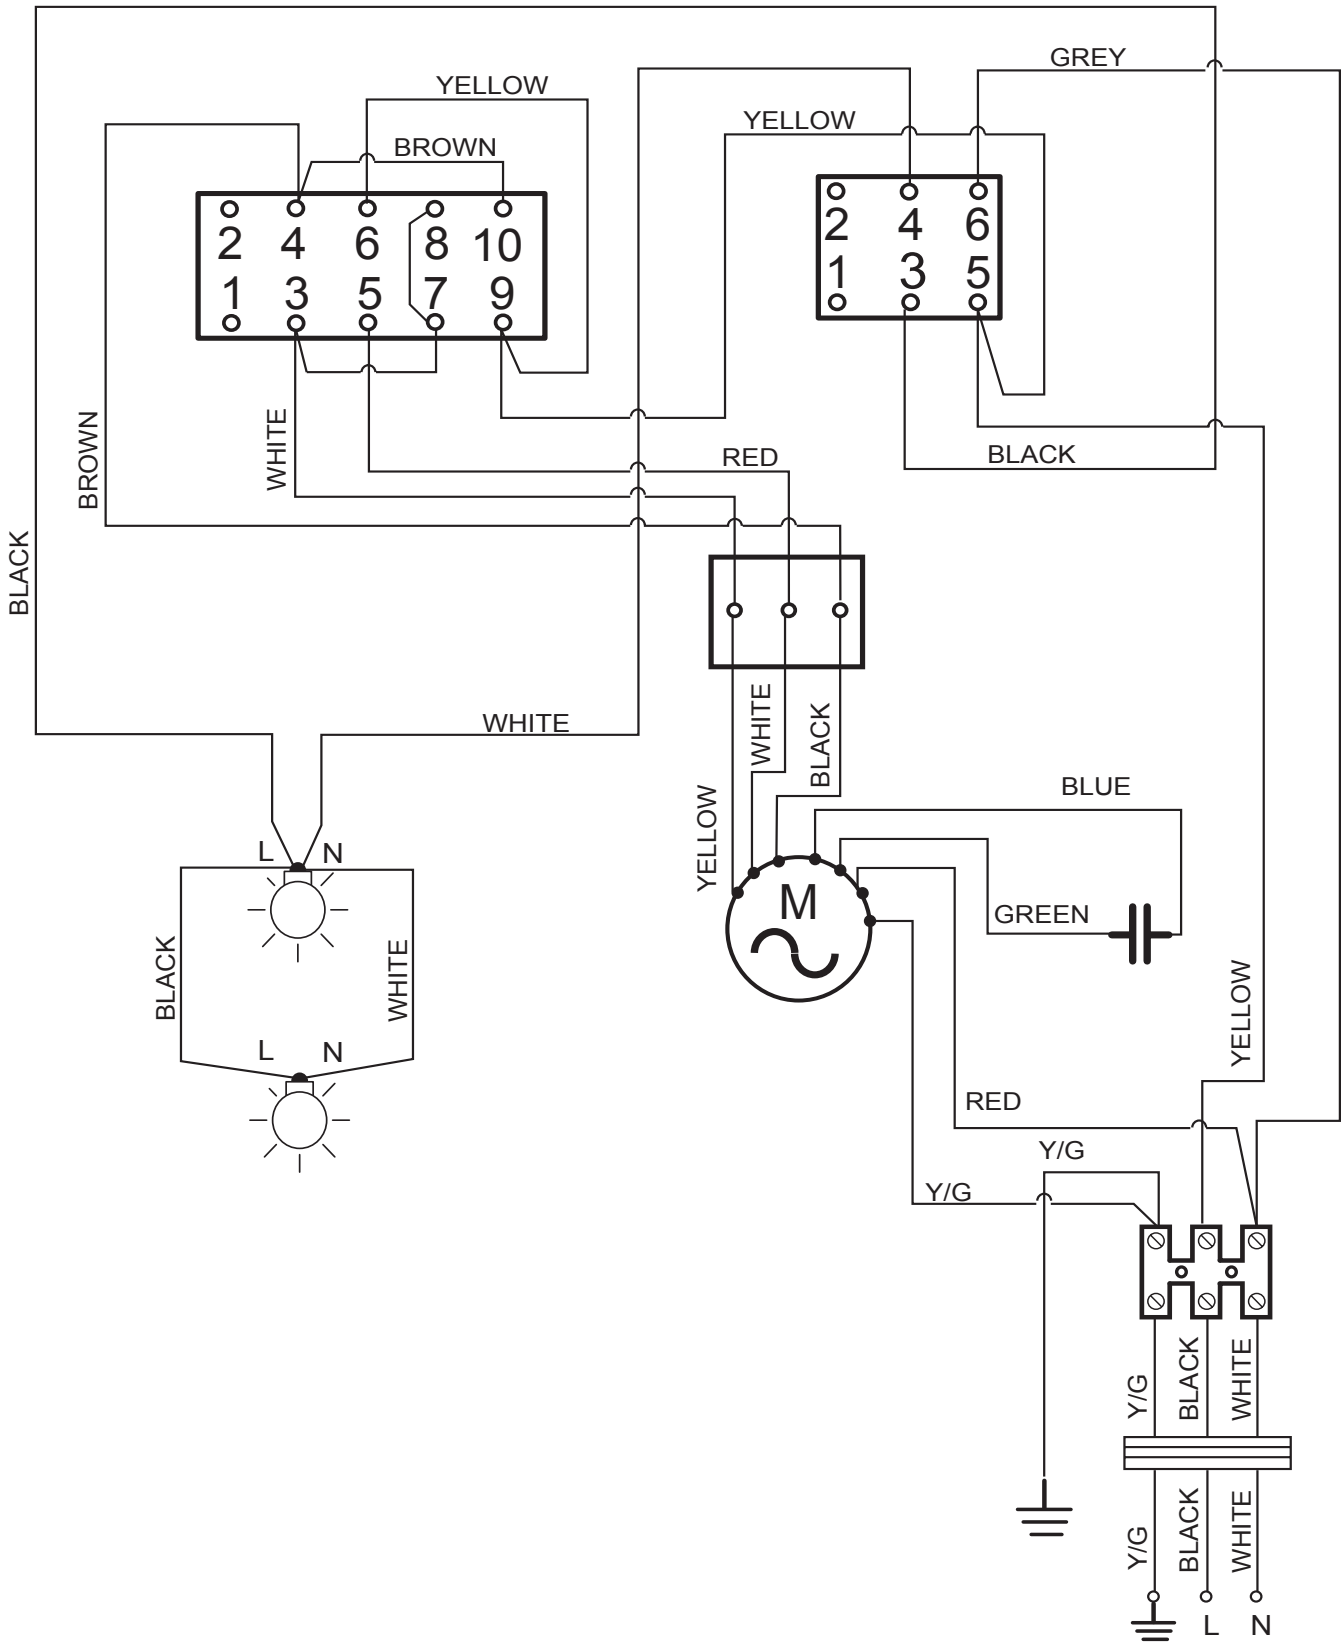 GREY
YELLOW
YELLOW
BROWN
2 4 6 8 10
1 3 5 7 9
2 4 6
1 3 5
BROWN
WHITE
RED
BLACK
BLACK
WHITE
WHITE
BLACK
YELLOW
BLUE
L N
M
GREEN
BLACK
WHITE
YELLOW
L N
RED
Y/G
Y/G
Y/G
BLACK
WHITE
Y/G
BLACK
WHITE
L N